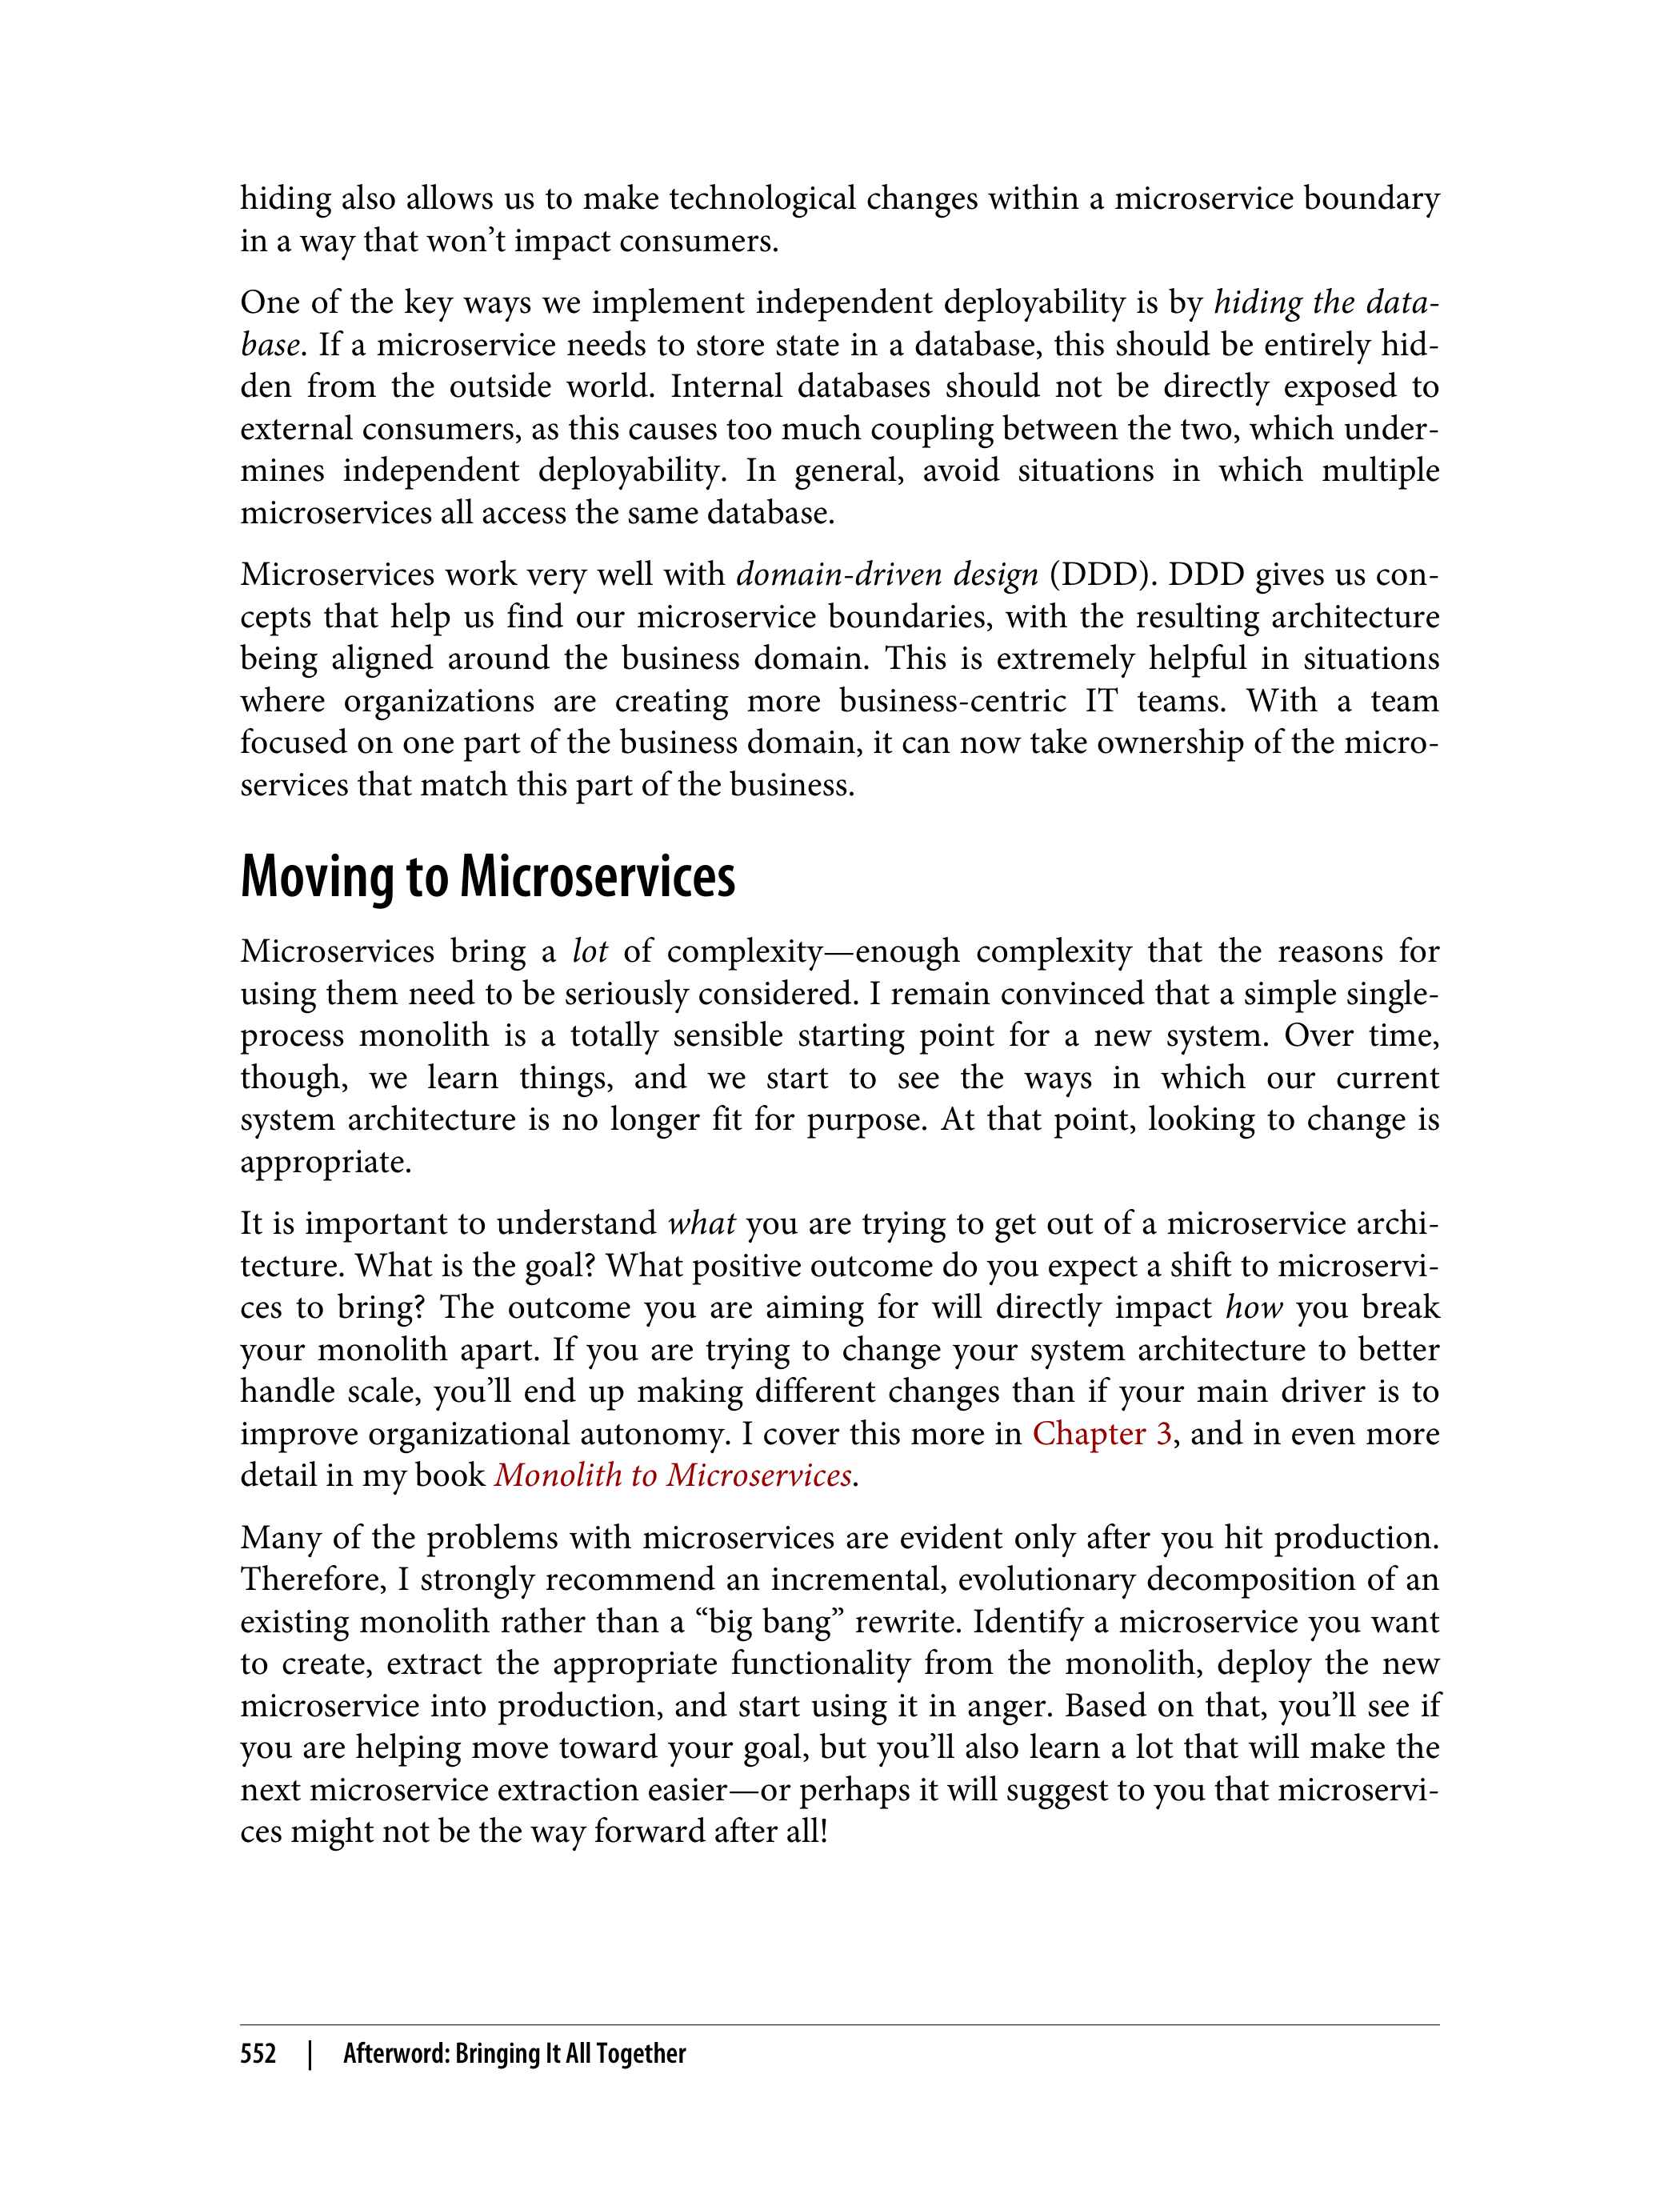 hiding also allows us to make technological changes within a microservice boundary
in a way that won’t impact consumers.
One of the key ways we implement independent deployability is by hiding the data-
base. If a microservice needs to store state in a database, this should be entirely hid-
den from the outside world. Internal databases should not be directly exposed to
external consumers, as this causes too much coupling between the two, which under-
mines independent deployability. In general, avoid situations in which multiple
microservices all access the same database.
Microservices work very well with domain-driven design (DDD). DDD gives us con-
cepts that help us find our microservice boundaries, with the resulting architecture
being aligned around the business domain. This is extremely helpful in situations
where organizations are creating more business-centric IT teams. With a team
focused on one part of the business domain, it can now take ownership of the micro-
services that match this part of the business.
Moving to Microservices
Microservices bring a lot of complexity—enough complexity that the reasons for
using them need to be seriously considered. I remain convinced that a simple single-
process monolith is a totally sensible starting point for a new system. Over time,
though, we learn things, and we start to see the ways in which our current
system architecture is no longer fit for purpose. At that point, looking to change is
appropriate.
It is important to understand what you are trying to get out of a microservice archi-
tecture. What is the goal? What positive outcome do you expect a shift to microservi-
ces to bring? The outcome you are aiming for will directly impact how you break
your monolith apart. If you are trying to change your system architecture to better
handle scale, you’ll end up making different changes than if your main driver is to
improve organizational autonomy. I cover this more in Chapter 3, and in even more
detail in my book Monolith to Microservices.
Many of the problems with microservices are evident only after you hit production.
Therefore, I strongly recommend an incremental, evolutionary decomposition of an
existing monolith rather than a “big bang” rewrite. Identify a microservice you want
to create, extract the appropriate functionality from the monolith, deploy the new
microservice into production, and start using it in anger. Based on that, you’ll see if
you are helping move toward your goal, but you’ll also learn a lot that will make the
next microservice extraction easier—or perhaps it will suggest to you that microservi-
ces might not be the way forward after all!
552 | Afterword: Bringing It All Together